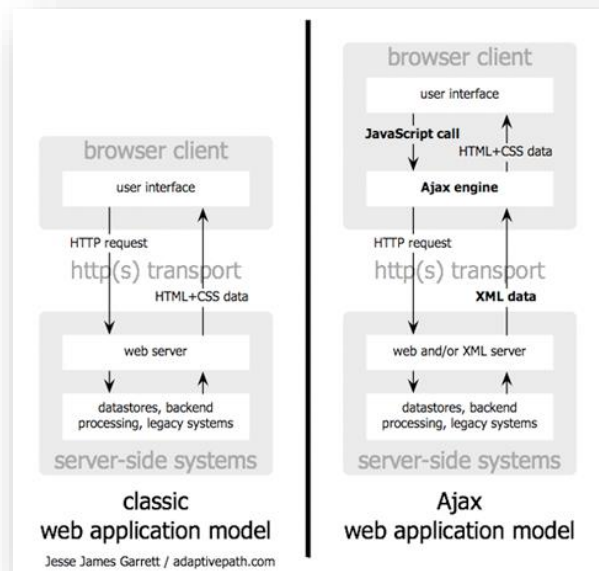 browser client
user interface
HTTP request
http(s) transport
HTML+CSS data
web server
datastores, backend
processing, legacy systems
server-side systems
classic
web application model
Jesse James Garrett / adaptivepath.com
browser client
user interface
JavaScript call
HTML+CSS data
Ajax engine
HTTP request
http(s) transport
XML data
web and/or XML server
datastores, backend
processing, legacy systems
server-side systems
Ajax
web application model